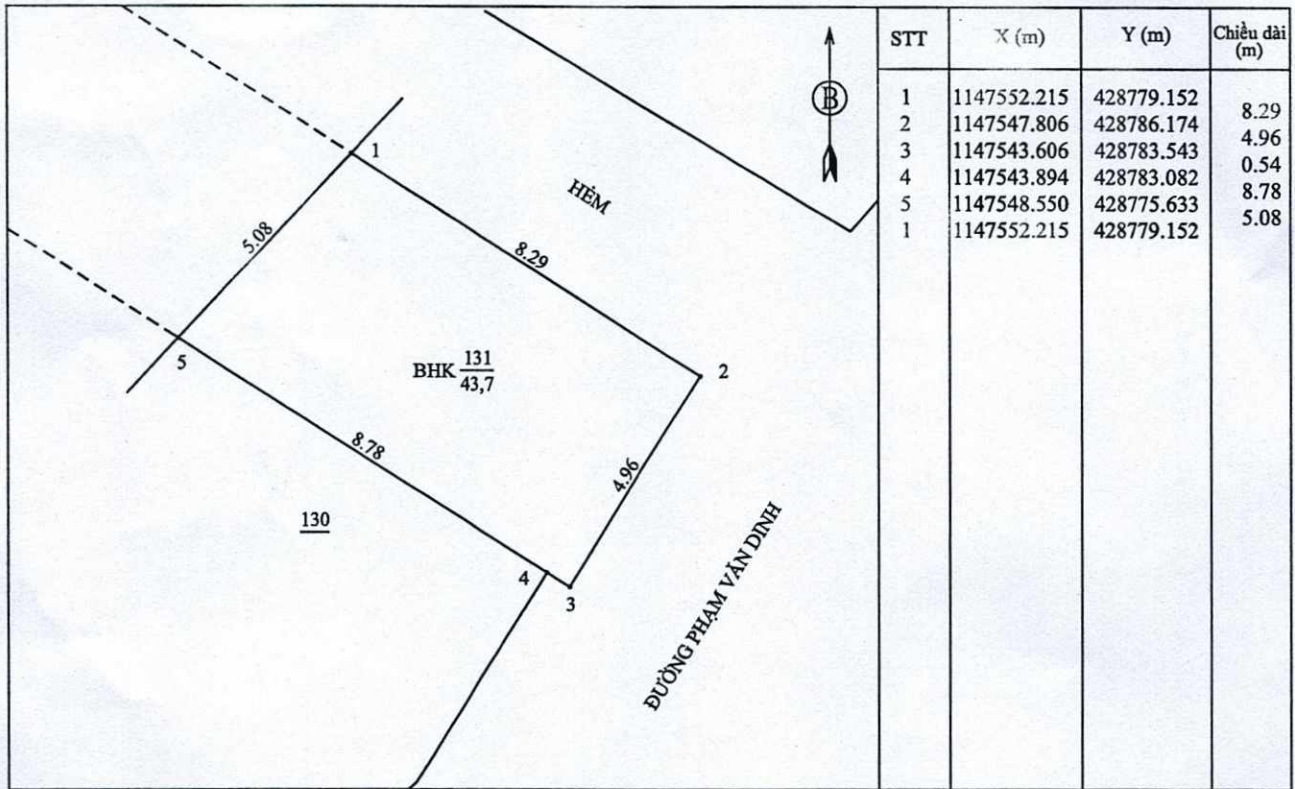 STT X (m) Y (m) Chiều dài (m)
1 1147552.215 428779.152
8.29
2 1147547.806 428786.174
4.96
3 1147543.606 428783.543
0.54
4 1147543.894 428783.082
8.78
5 1147548.550 428775.633
5.08
1 1147552.215 428779.152
B
1
HẺM
5.08
8.29
5
BHK 131
43,7
2
8.78
4.96
130
4
3
ĐƯỜNG PHẠM VĂN DINH